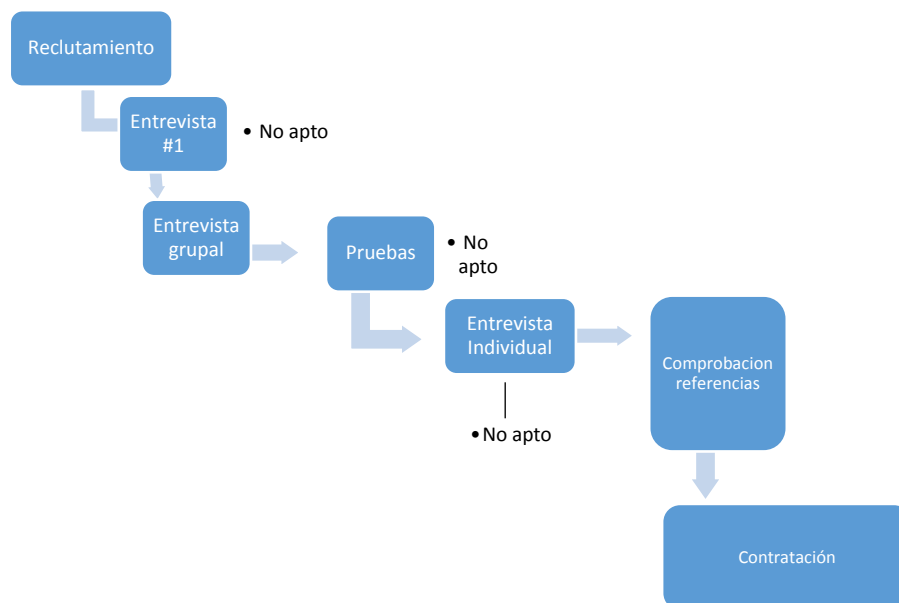 Reclutamiento
Entrevista
#1
• No apto
Entrevista
grupal
Pruebas
• No
apto
Entrevista
Individual
• No apto
Comprobacion
referencias
Contratación